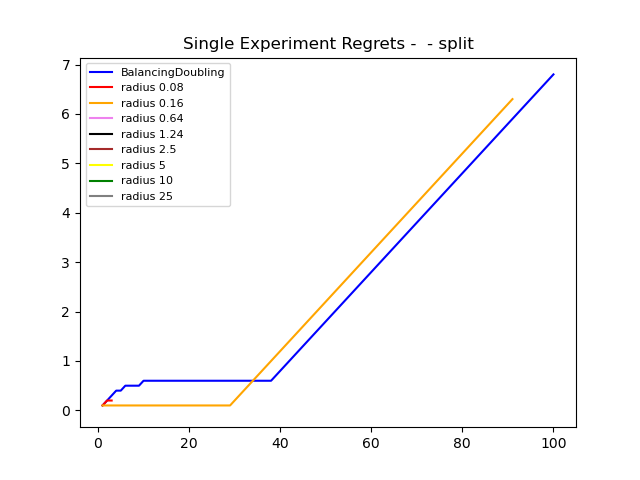 Single Experiment Regrets -  - split
7
6
5
4
3
2
1
0
BalancingDoubling
radius 0.08
radius 0.16
radius 0.64
radius 1.24
radius 2.5
radius 5
radius 10
radius 25
0 20 40 60 80 100